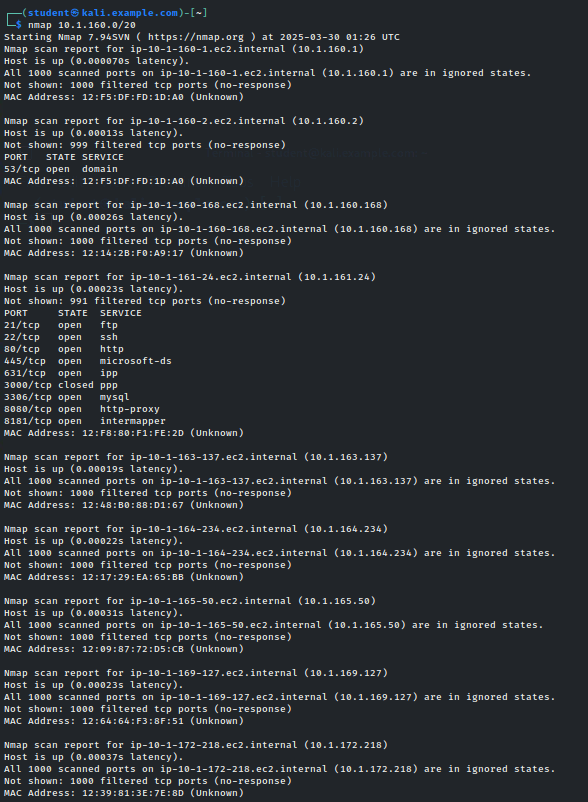 ┌──(student㉿kali.example.com)-[~]
└─$ nmap 10.1.160.0/20
Starting Nmap 7.94SVN ( https://nmap.org ) at 2025-03-30 01:26 UTC
Nmap scan report for ip-10-1-160-1.ec2.internal (10.1.160.1)
Host is up (0.000070s latency).
All 1000 scanned ports on ip-10-1-160-1.ec2.internal (10.1.160.1) are in ignored states.
Not shown: 1000 filtered tcp ports (no-response)
MAC Address: 12:F5:DF:FD:1D:A0 (Unknown)

Nmap scan report for ip-10-1-160-2.ec2.internal (10.1.160.2)
Host is up (0.00013s latency).
Not shown: 999 filtered tcp ports (no-response)
PORT   STATE SERVICE
53/tcp open  domain
MAC Address: 12:F5:DF:FD:1D:A0 (Unknown)

Nmap scan report for ip-10-1-160-168.ec2.internal (10.1.160.168)
Host is up (0.00026s latency).
All 1000 scanned ports on ip-10-1-160-168.ec2.internal (10.1.160.168) are in ignored states.
Not shown: 1000 filtered tcp ports (no-response)
MAC Address: 12:14:2B:F0:A9:17 (Unknown)

Nmap scan report for ip-10-1-161-24.ec2.internal (10.1.161.24)
Host is up (0.00023s latency).
Not shown: 991 filtered tcp ports (no-response)
PORT     STATE  SERVICE
21/tcp   open   ftp
22/tcp   open   ssh
80/tcp   open   http
445/tcp  open   microsoft-ds
631/tcp  open   ipp
3000/tcp closed ppp
3306/tcp open   mysql
8080/tcp open   http-proxy
8181/tcp open   intermapper
MAC Address: 12:F8:80:F1:FE:2D (Unknown)

Nmap scan report for ip-10-1-163-137.ec2.internal (10.1.163.137)
Host is up (0.00019s latency).
All 1000 scanned ports on ip-10-1-163-137.ec2.internal (10.1.163.137) are in ignored states.
Not shown: 1000 filtered tcp ports (no-response)
MAC Address: 12:48:B0:88:D1:67 (Unknown)

Nmap scan report for ip-10-1-164-234.ec2.internal (10.1.164.234)
Host is up (0.00022s latency).
All 1000 scanned ports on ip-10-1-164-234.ec2.internal (10.1.164.234) are in ignored states.
Not shown: 1000 filtered tcp ports (no-response)
MAC Address: 12:17:29:EA:65:BB (Unknown)

Nmap scan report for ip-10-1-165-50.ec2.internal (10.1.165.50)
Host is up (0.00031s latency).
All 1000 scanned ports on ip-10-1-165-50.ec2.internal (10.1.165.50) are in ignored states.
Not shown: 1000 filtered tcp ports (no-response)
MAC Address: 12:09:87:72:D5:CB (Unknown)

Nmap scan report for ip-10-1-169-127.ec2.internal (10.1.169.127)
Host is up (0.00023s latency).
All 1000 scanned ports on ip-10-1-169-127.ec2.internal (10.1.169.127) are in ignored states.
Not shown: 1000 filtered tcp ports (no-response)
MAC Address: 12:64:64:F3:8F:51 (Unknown)

Nmap scan report for ip-10-1-172-218.ec2.internal (10.1.172.218)
Host is up (0.00037s latency).
All 1000 scanned ports on ip-10-1-172-218.ec2.internal (10.1.172.218) are in ignored states.
Not shown: 1000 filtered tcp ports (no-response)
MAC Address: 12:39:81:3E:7E:8D (Unknown)